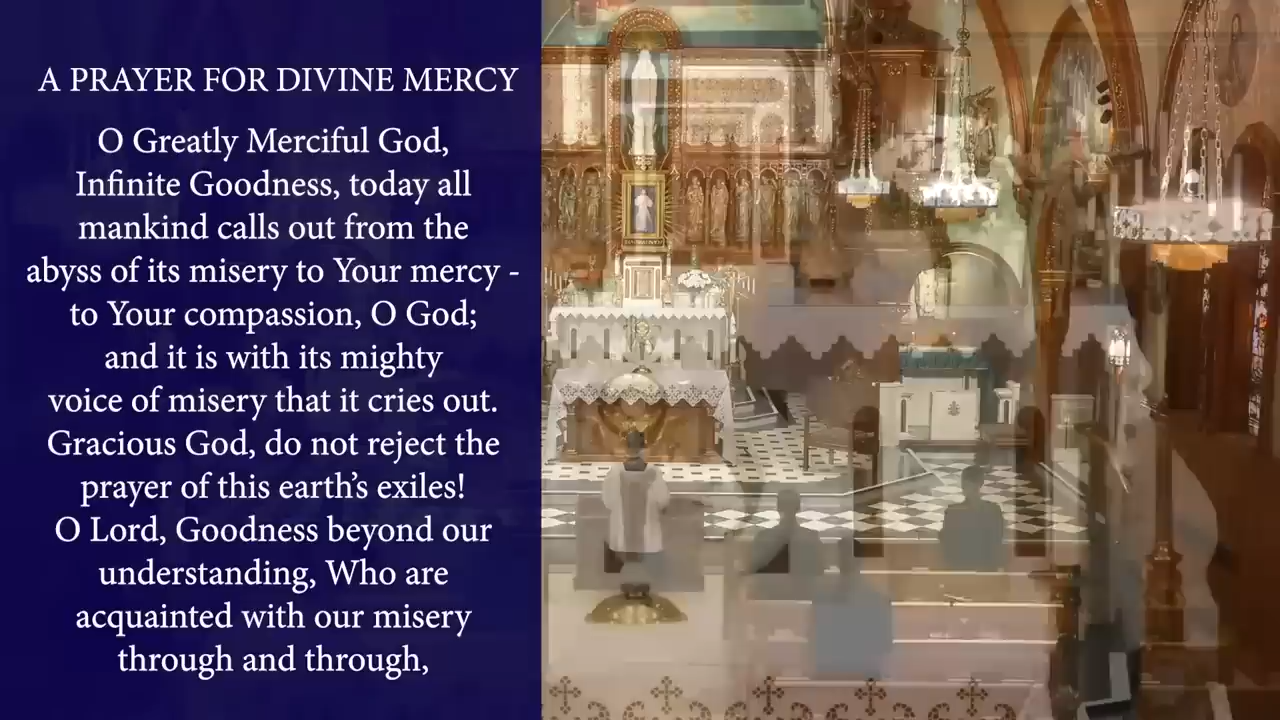 A PRAYER FOR DIVINE MERCY
O Greatly Merciful God,
Infinite Goodness, today all
mankind calls out from the
abyss of its misery to Your mercy -
to Your compassion, O God;
and it is with its mighty
voice of misery that it cries out.
Gracious God, do not reject the
prayer of this earth's exiles!
O Lord, Goodness beyond our
understanding, Who are
acquainted with our misery
through and through,